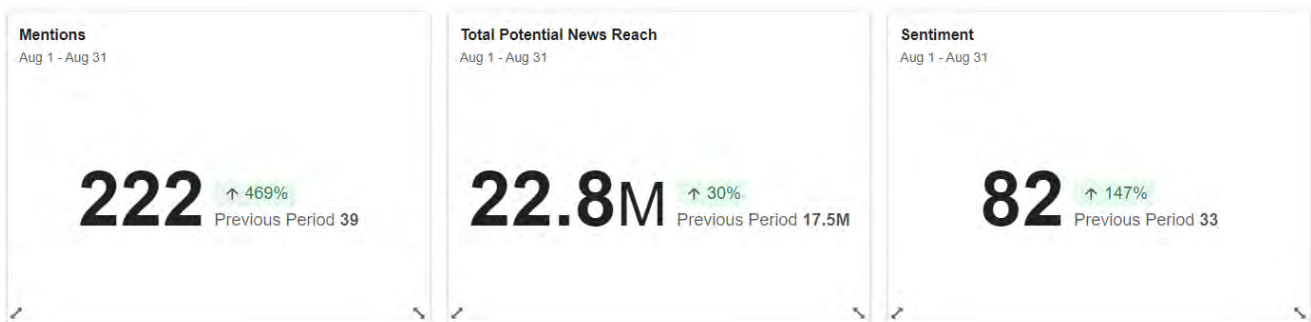 Mentions
Aug 1 - Aug 31
222
↑ 469%
Previous Period 39
Total Potential News Reach
Aug 1 - Aug 31
22.8M
↑ 30%
Previous Period 17.5M
Sentiment
Aug 1 - Aug 31
82
↑ 147%
Previous Period 33